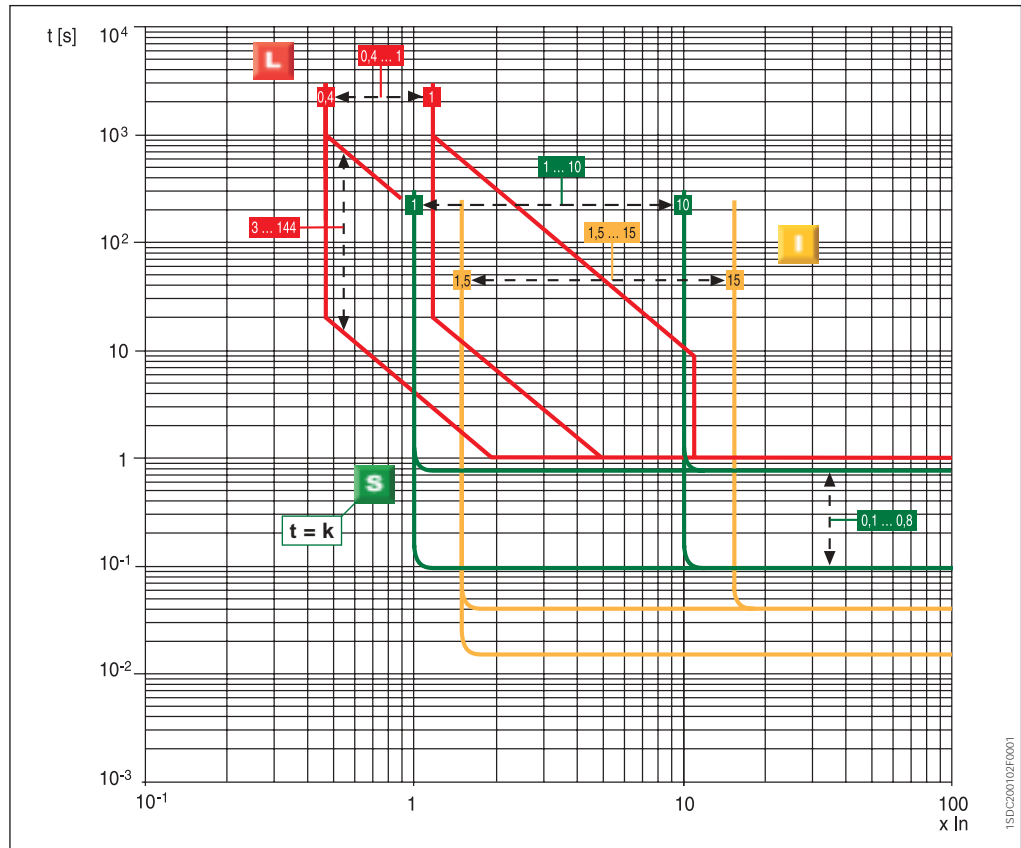 t [s]
10⁴
10³
10²
10
1
10⁻¹
10⁻²
10⁻³
10⁻¹
1
10
100
x In
L
0,4 ... 1
0,4
1
3 ... 144
1 ... 10
1
10
1,5 ... 15
1,5
15
I
S
t = k
0,1 ... 0,8
1SDC200102F0001